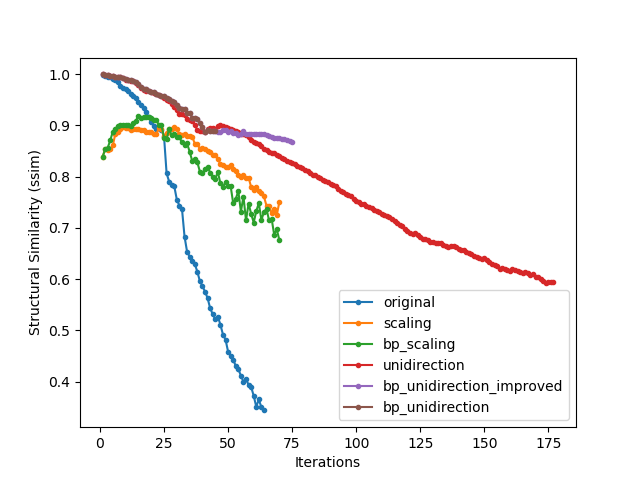 1.0
0.9
0.8
0.7
0.6
0.5
0.4
Structural Similarity (ssim)
original
scaling
bp_scaling
unidirection
bp_unidirection_improved
bp_unidirection
0 25 50 75 100 125 150 175
Iterations